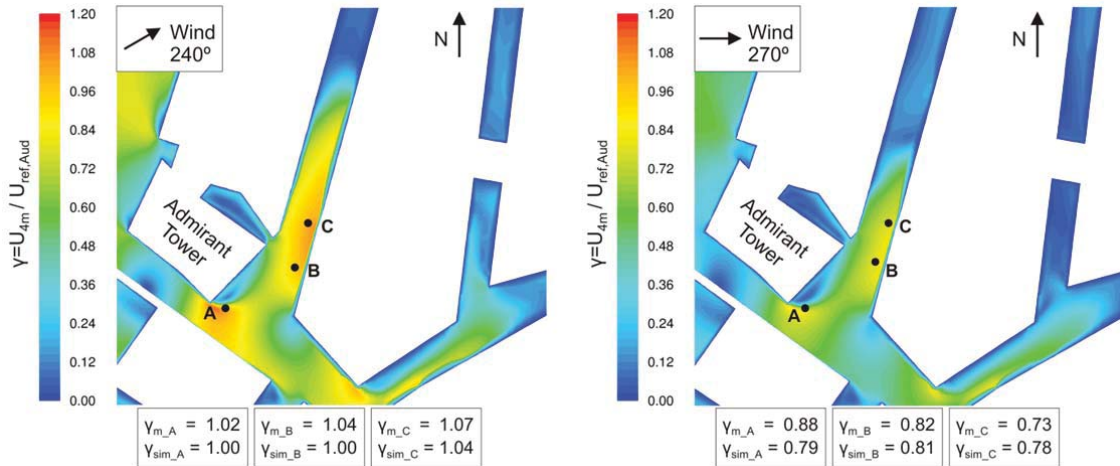 1.20
1.08
0.96
0.84
0.72
0.60
0.48
0.36
0.24
0.12
0.00
γ=U4m / Uref,Aud
Wind
240º
N
Admirant
Tower
A
B
C
γm_A = 1.02
γsim_A = 1.00
γm_B = 1.04
γsim_B = 1.00
γm_C = 1.07
γsim_C = 1.04
1.20
1.08
0.96
0.84
0.72
0.60
0.48
0.36
0.24
0.12
0.00
γ=U4m / Uref,Aud
Wind
270º
N
Admirant
Tower
C
B
A
γm_A = 0.88
γsim_A = 0.79
γm_B = 0.82
γsim_B = 0.81
γm_C = 0.73
γsim_C = 0.78